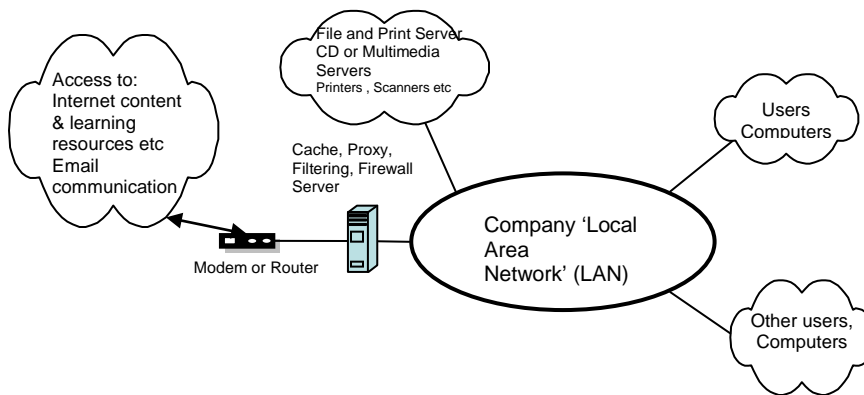 File and Print Server
CD or Multimedia
Servers
Printers , Scanners etc
Access to:
Internet content
& learning
resources etc
Email
communication
Users
Computers
Cache, Proxy,
Filtering, Firewall
Server
Company ‘Local
Area
Network’ (LAN)
Modem or Router
Other users,
Computers